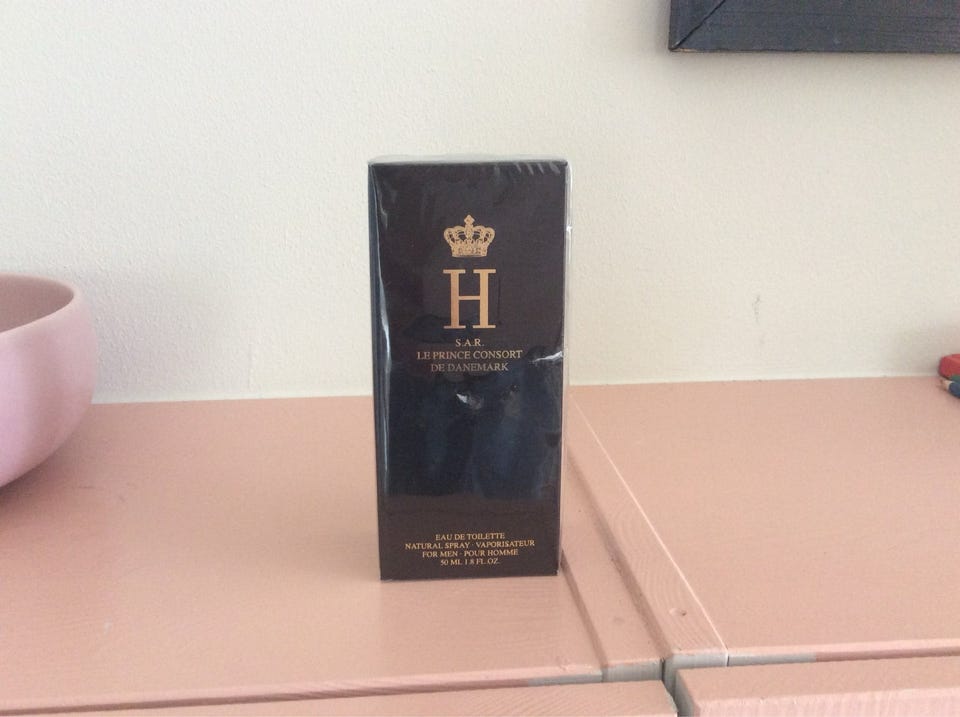 H
S.A.R.
LE PRINCE CONSORT
DE DANEMARK
EAU DE TOILETTE
NATURAL SPRAY · VAPORISATEUR
FOR MEN · POUR HOMME
50 ML 1.8 FL.OZ.